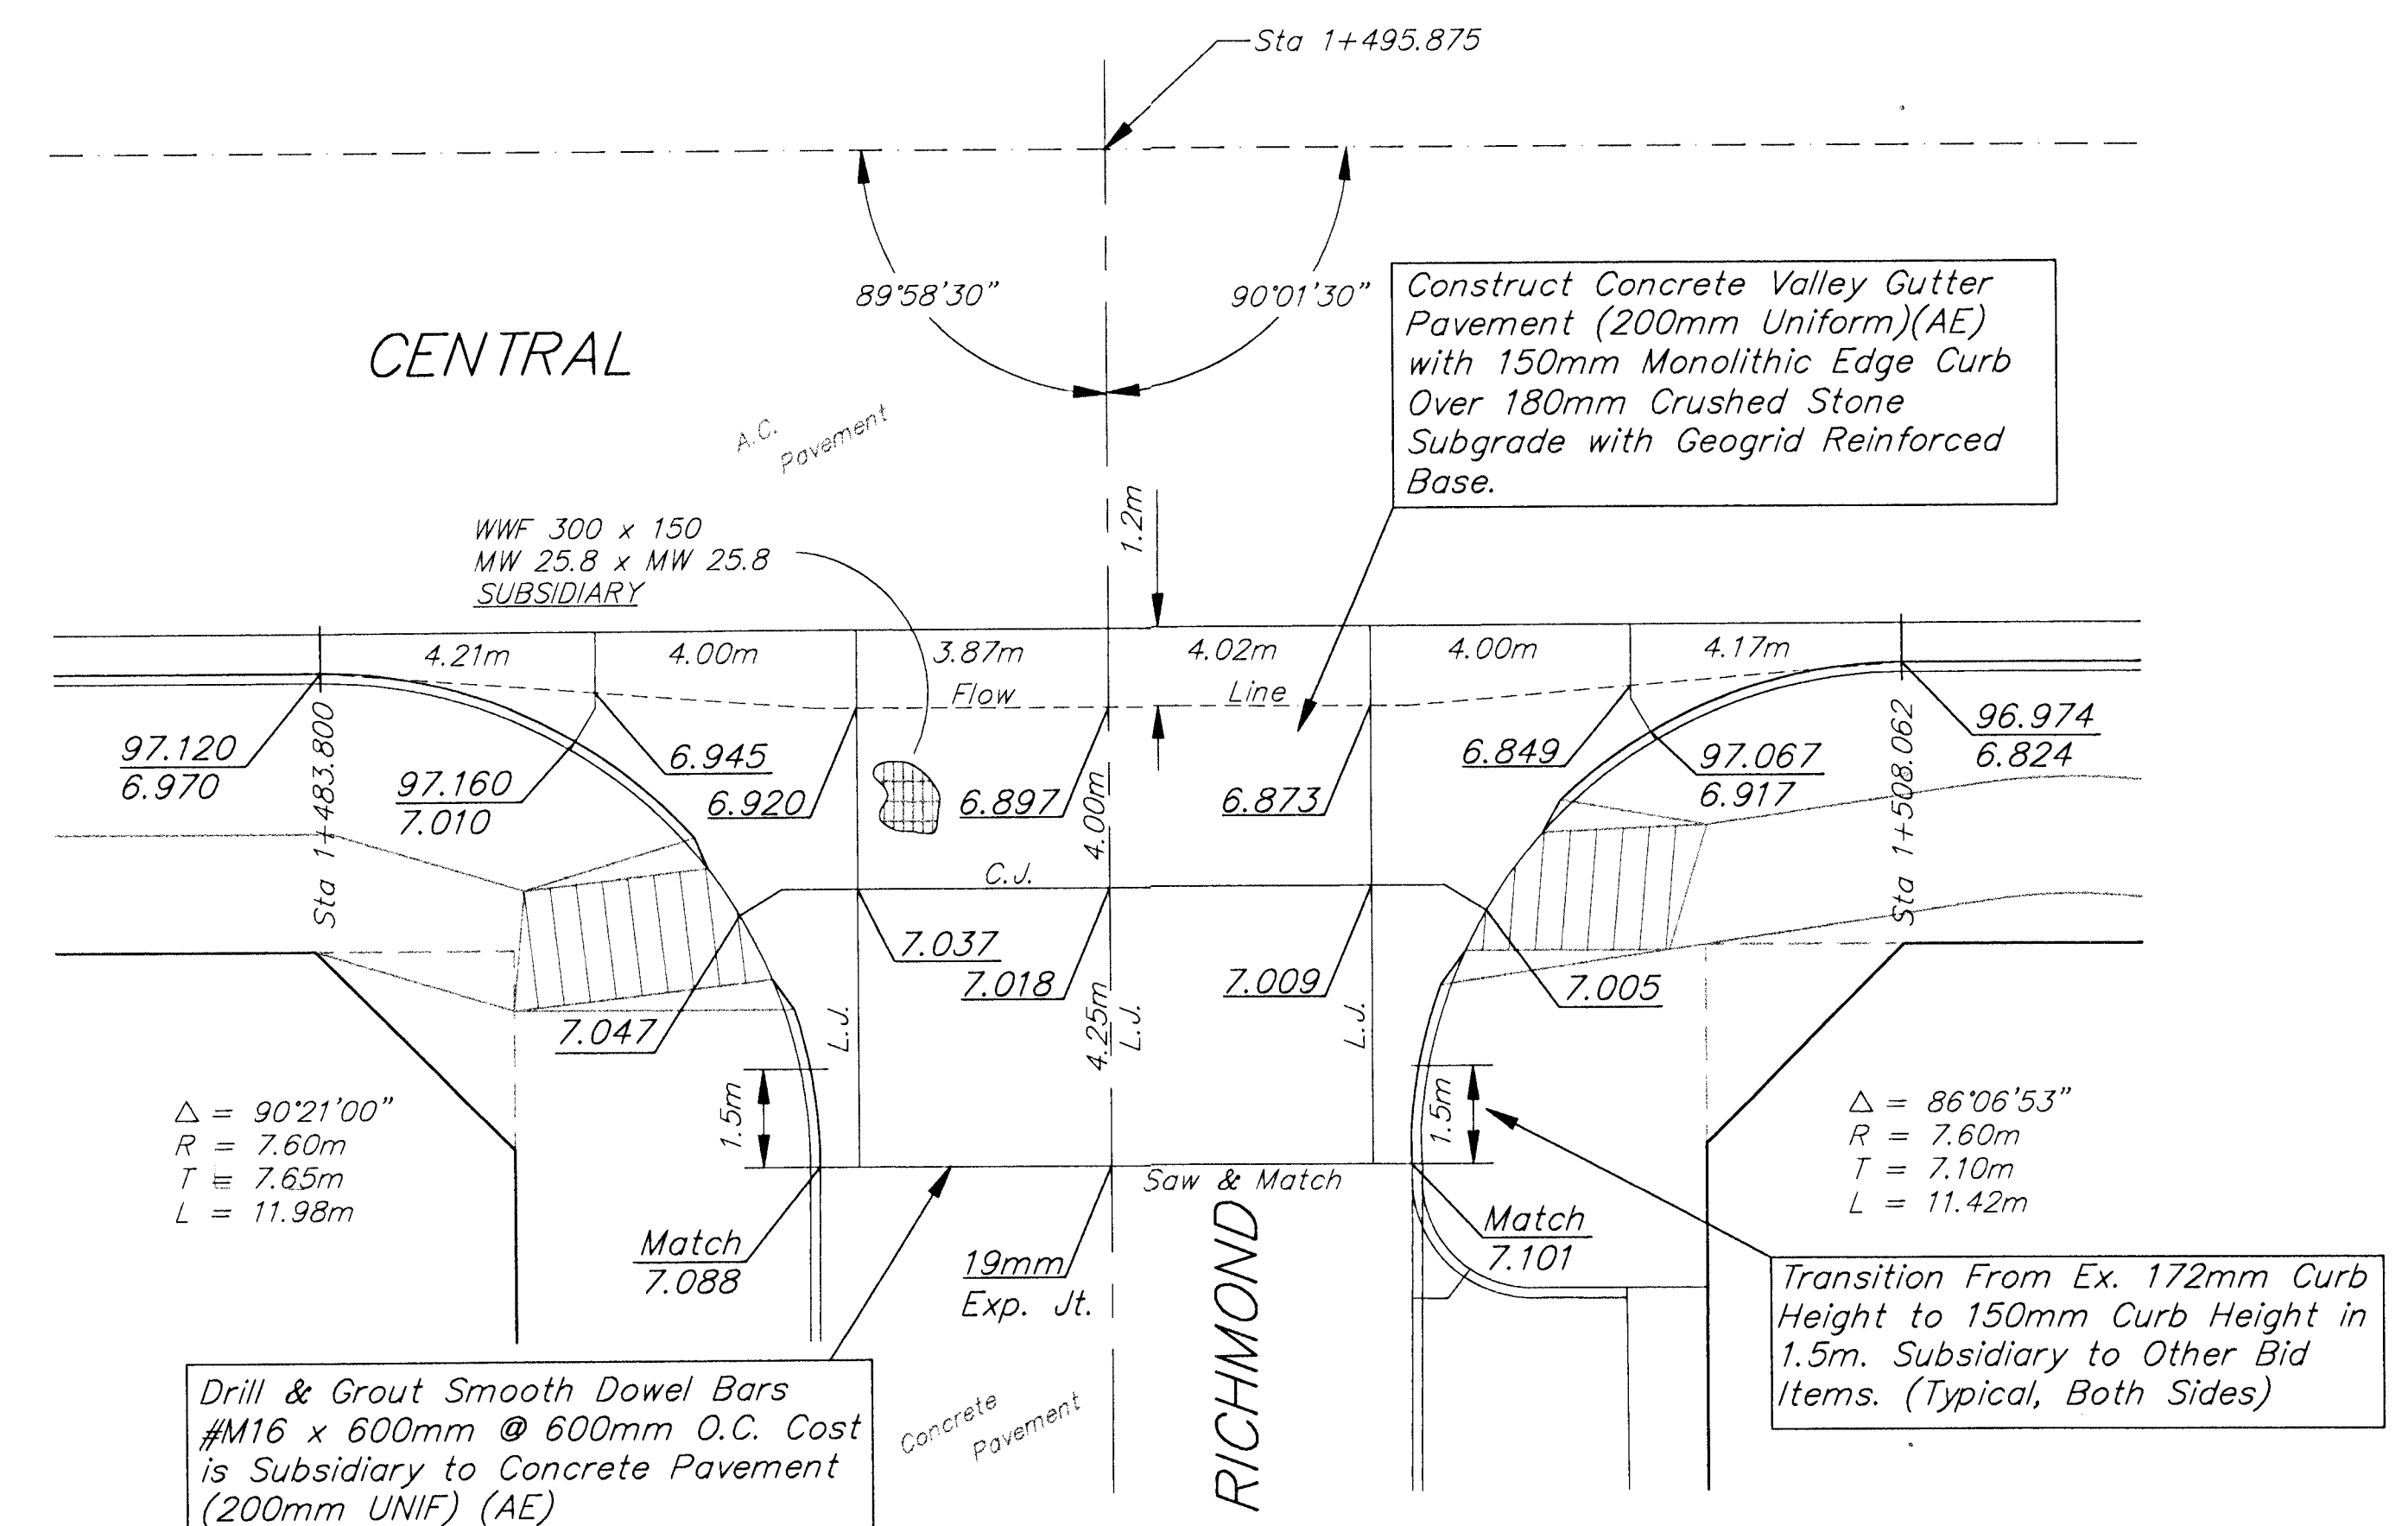 Sta 1+495.875
89°58'30"
90°01'30"
CENTRAL
A.C.
Pavement
Construct Concrete Valley Gutter
Pavement (200mm Uniform)(AE)
with 150mm Monolithic Edge Curb
Over 180mm Crushed Stone
Subgrade with Geogrid Reinforced
Base.
1.2m
WWF 300 x 150
MW 25.8 x MW 25.8
SUBSIDIARY
4.21m
4.00m
3.87m
4.02m
4.00m
4.17m
Flow
Line
97.120
6.970
Sta 1+483.800
97.160
7.010
6.945
6.920
6.897
4.00m
6.873
6.849
97.067
6.917
Sta 1+508.062
96.974
6.824
C.J.
7.037
7.018
7.009
7.005
7.047
L.J.
4.25m
L.J.
L.J.
1.5m
1.5m
Δ = 90°21'00"
R = 7.60m
T = 7.65m
L = 11.98m
Δ = 86°06'53"
R = 7.60m
T = 7.10m
L = 11.42m
Saw & Match
Match
7.088
19mm
Exp. Jt.
RICHMOND
Match
7.101
Transition From Ex. 172mm Curb
Height to 150mm Curb Height in
1.5m. Subsidiary to Other Bid
Items. (Typical, Both Sides)
Drill & Grout Smooth Dowel Bars
#M16 x 600mm @ 600mm O.C. Cost
is Subsidiary to Concrete Pavement
(200mm UNIF) (AE)
Concrete
Pavement